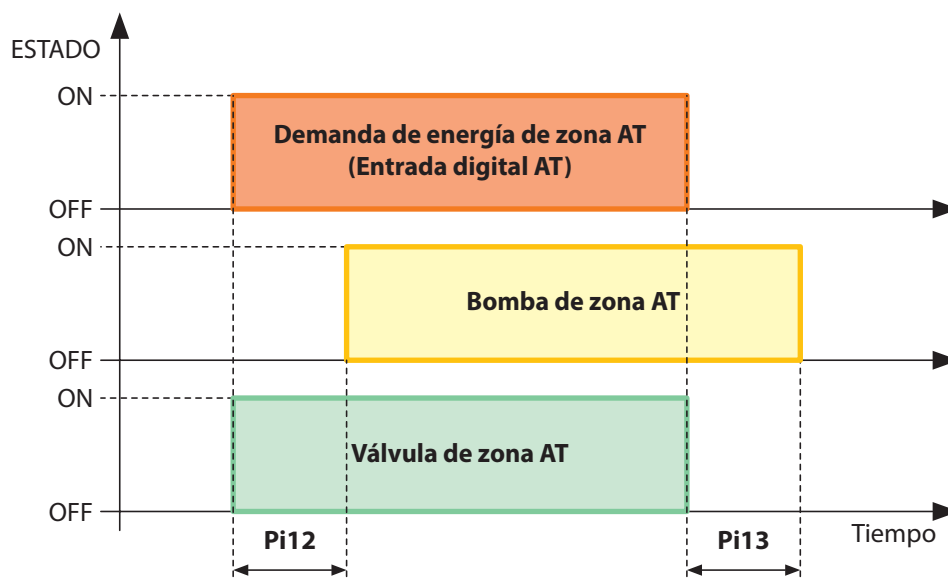 ESTADO
ON
Demanda de energía de zona AT
(Entrada digital AT)
OFF
ON
Bomba de zona AT
OFF
ON
Válvula de zona AT
OFF
Tiempo
Pi12
Pi13